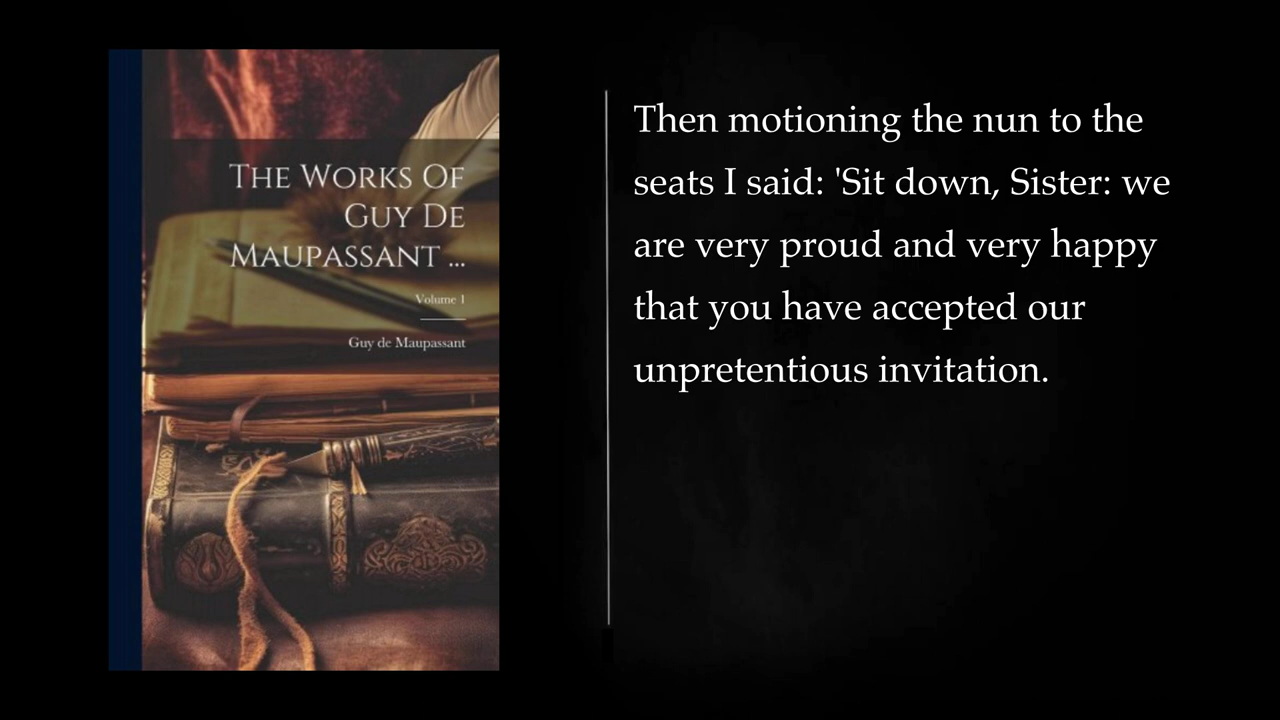 The Works Of
Guy De
Maupassant ...
Volume 1
Guy de Maupassant
Then motioning the nun to the
seats I said: 'Sit down, Sister: we
are very proud and very happy
that you have accepted our
unpretentious invitation.